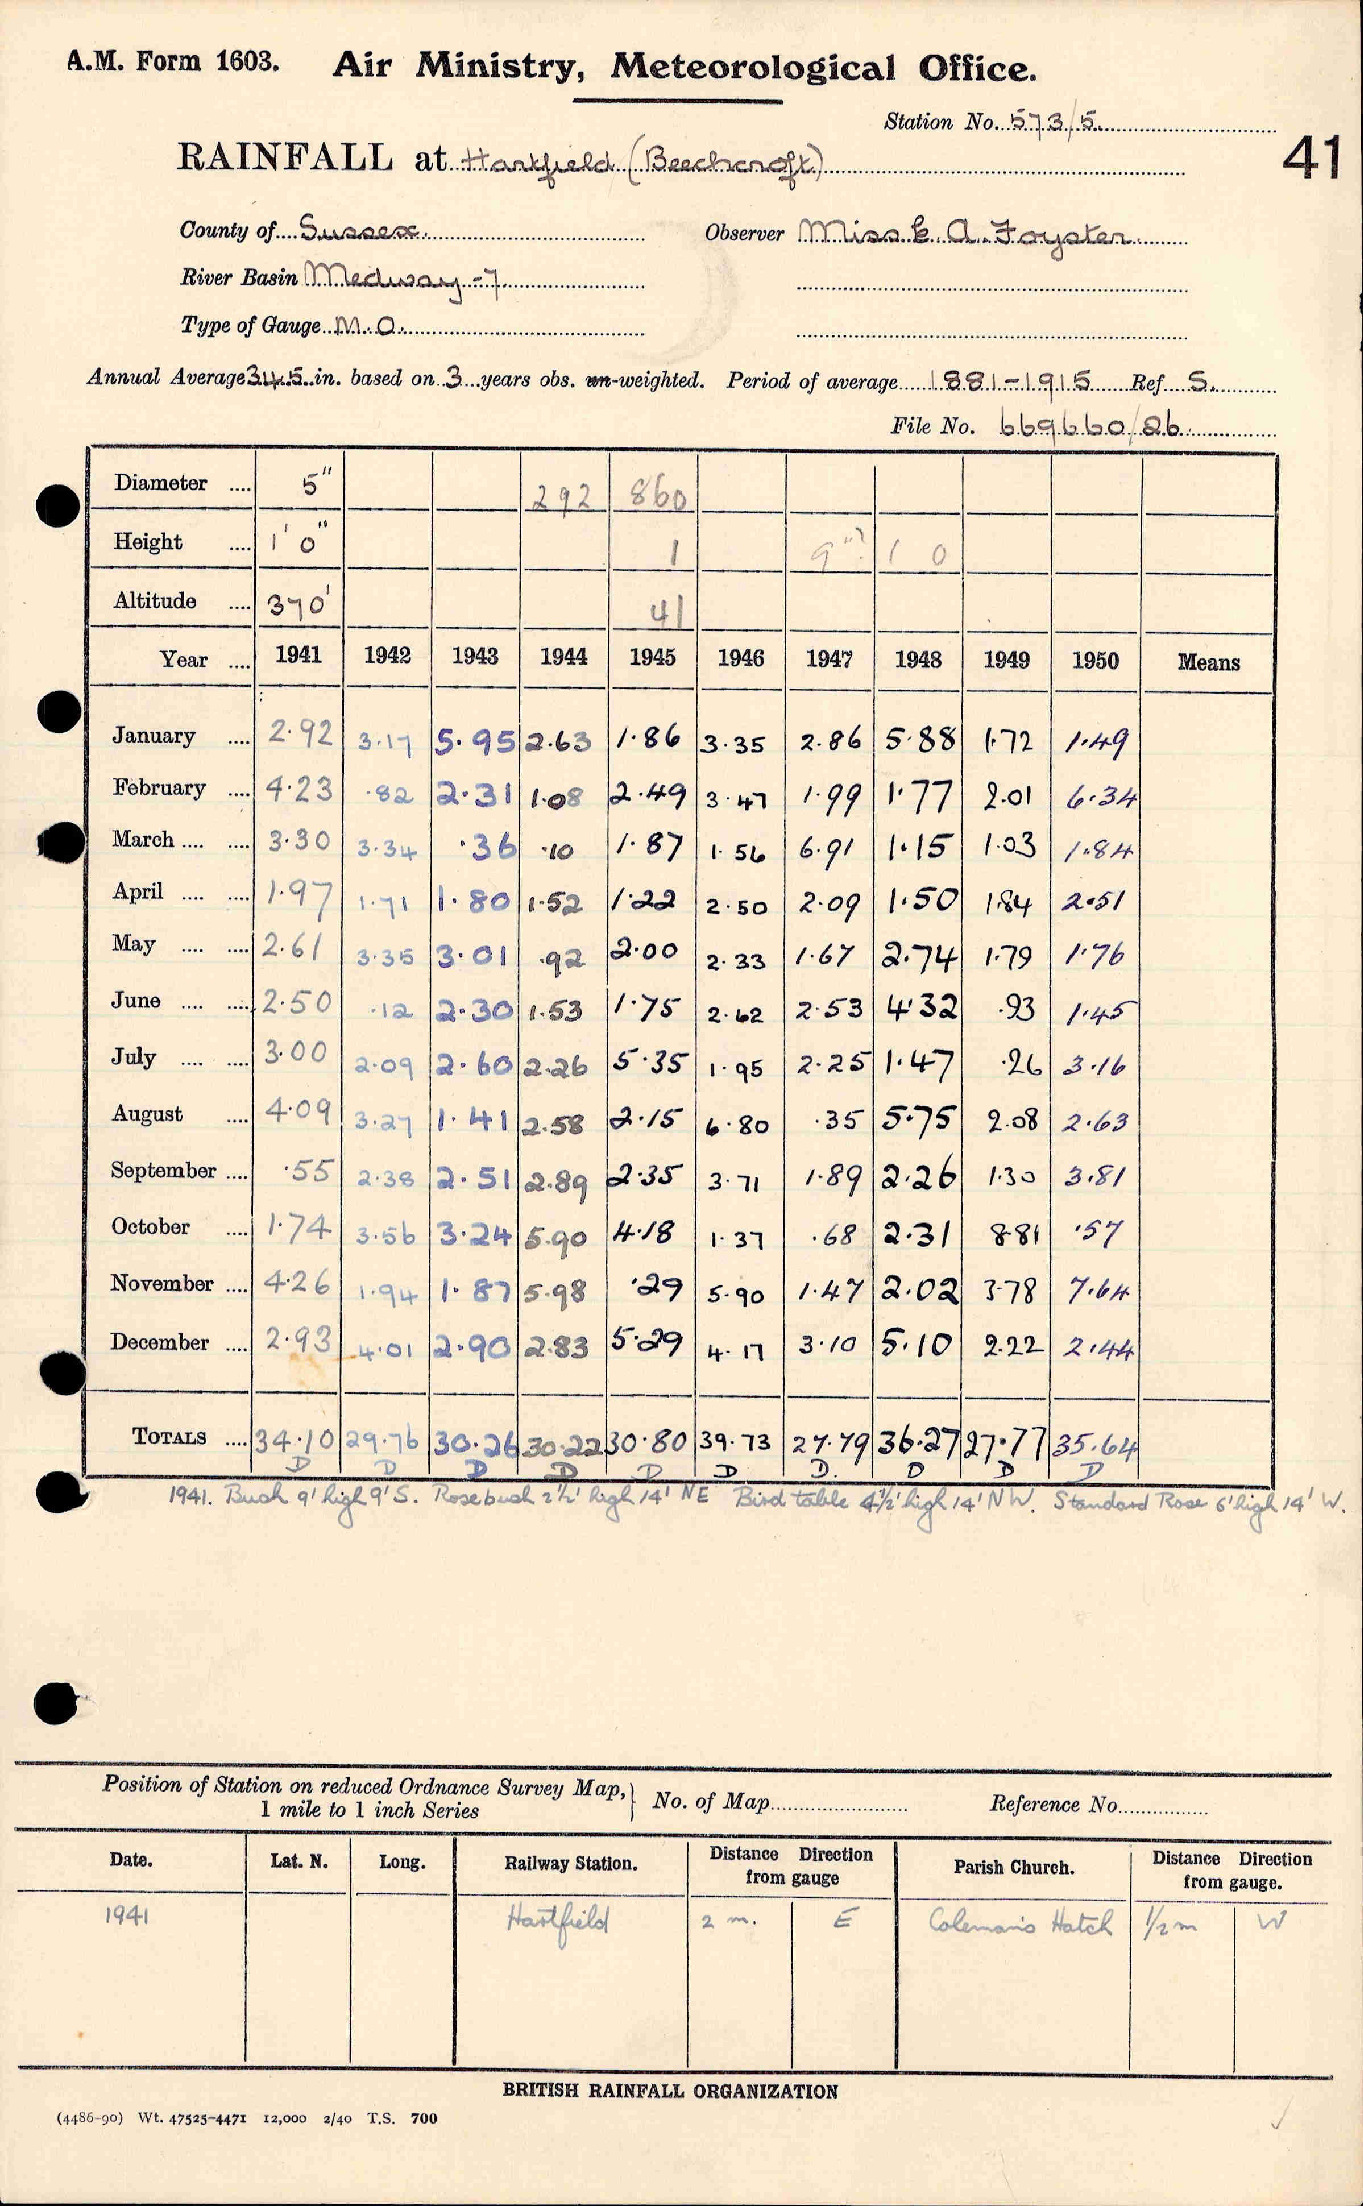 A.M. Form 1603. Air Ministry, Meteorological Office.
Station No. 573/5.
RAINFALL at Hartfield (Beechcroft) 41
County of Sussex. Observer Miss E. A. Foyster
River Basin Medway -7.
Type of Gauge M.O.
Annual Average 34.5 in. based on 3 years obs. un-weighted. Period of average 1881-1915 Ref S.
File No. 669660/26.
Diameter .... 5" 292 860
Height .... 1' 0" 1 9"? 1 0
Altitude .... 370' 41
Year .... 1941 1942 1943 1944 1945 1946 1947 1948 1949 1950 Means
January .... 2.92 3.17 5.95 2.63 1.86 3.35 2.86 5.88 1.72 1.49
February .... 4.23 .82 2.31 1.08 2.49 3.47 1.99 1.77 2.01 6.34
March .... .... 3.30 3.34 .36 .10 1.87 1.56 6.91 1.15 1.03 1.84
April .... .... 1.97 1.71 1.80 1.52 1.22 2.50 2.09 1.50 1.84 2.51
May .... .... 2.61 3.35 3.01 .92 2.00 2.33 1.67 2.74 1.79 1.76
June .... .... 2.50 .12 2.30 1.53 1.75 2.62 2.53 4.32 .93 1.45
July .... .... 3.00 2.09 2.60 2.26 5.35 1.95 2.25 1.47 .26 3.16
August .... 4.09 3.27 1.41 2.58 2.15 6.80 .35 5.75 2.08 2.63
September .... .55 2.38 2.51 2.89 2.35 3.71 1.89 2.26 1.30 3.81
October .... 1.74 3.56 3.24 5.90 4.18 1.37 .68 2.31 8.81 .57
November .... 4.26 1.94 1.87 5.98 .29 5.90 1.47 2.02 3.78 7.64
December .... 2.93 4.01 2.90 2.83 5.29 4.17 3.10 5.10 2.22 2.44
TOTALS .... 34.10 29.76 30.26 30.22 30.80 39.73 27.79 36.27 27.77 35.64
D D D D D D D. D D D
1941. Bush 9' high 9' S. Rosebush 2½' high 14' NE Bird table 4½' high 14' NW. Standard Rose 6' high 14' W.
Position of Station on reduced Ordnance Survey Map, No. of Map Reference No.
1 mile to 1 inch Series
Date. Lat. N. Long. Railway Station. Distance Direction from gauge Parish Church. Distance Direction from gauge.
1941 Hartfield 2 m. E Coleman's Hatch 1/2 m W
BRITISH RAINFALL ORGANIZATION
(4486-90) Wt. 47525-4471 12,000 2/40 T.S. 700